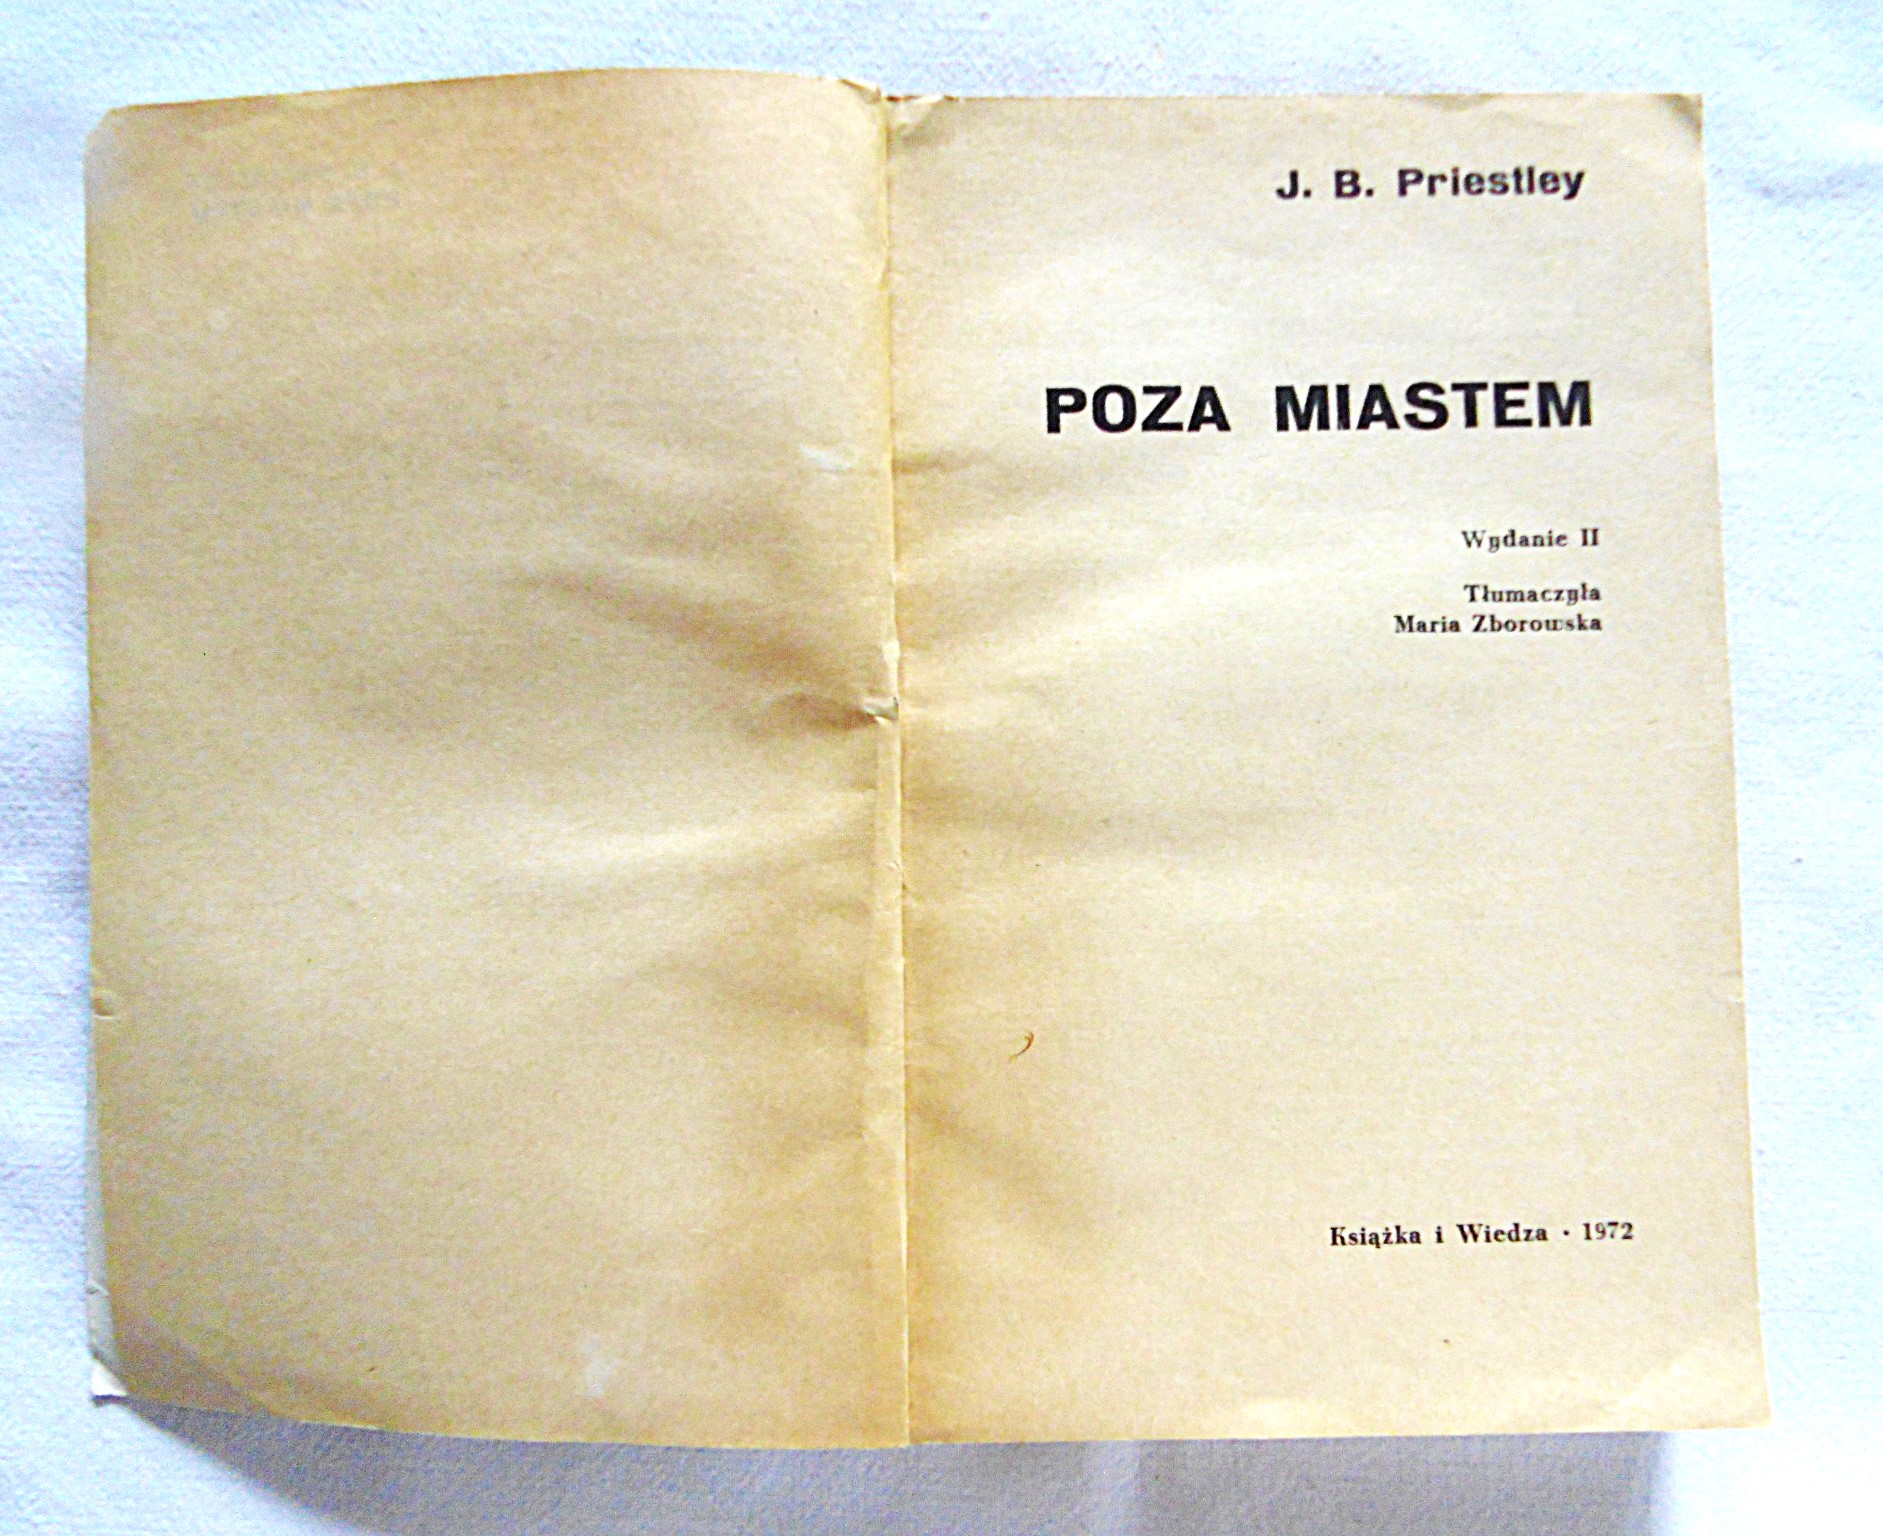 J. B. Priestley
POZA MIASTEM
Wydanie II
Tłumaczyła
Maria Zborowska
Książka i Wiedza · 1972